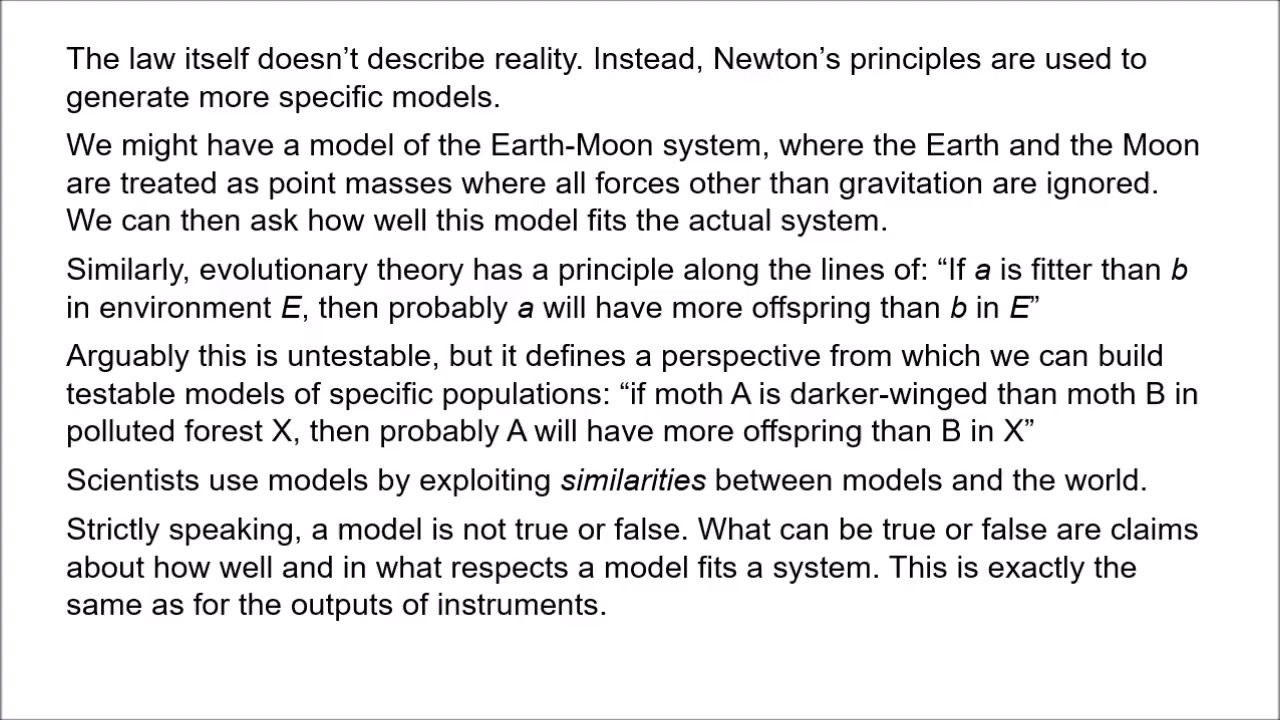 The law itself doesn’t describe reality. Instead, Newton’s principles are used to
generate more specific models.
We might have a model of the Earth-Moon system, where the Earth and the Moon
are treated as point masses where all forces other than gravitation are ignored.
We can then ask how well this model fits the actual system.
Similarly, evolutionary theory has a principle along the lines of: “If a is fitter than b
in environment E, then probably a will have more offspring than b in E”
Arguably this is untestable, but it defines a perspective from which we can build
testable models of specific populations: “if moth A is darker-winged than moth B in
polluted forest X, then probably A will have more offspring than B in X”
Scientists use models by exploiting similarities between models and the world.
Strictly speaking, a model is not true or false. What can be true or false are claims
about how well and in what respects a model fits a system. This is exactly the
same as for the outputs of instruments.